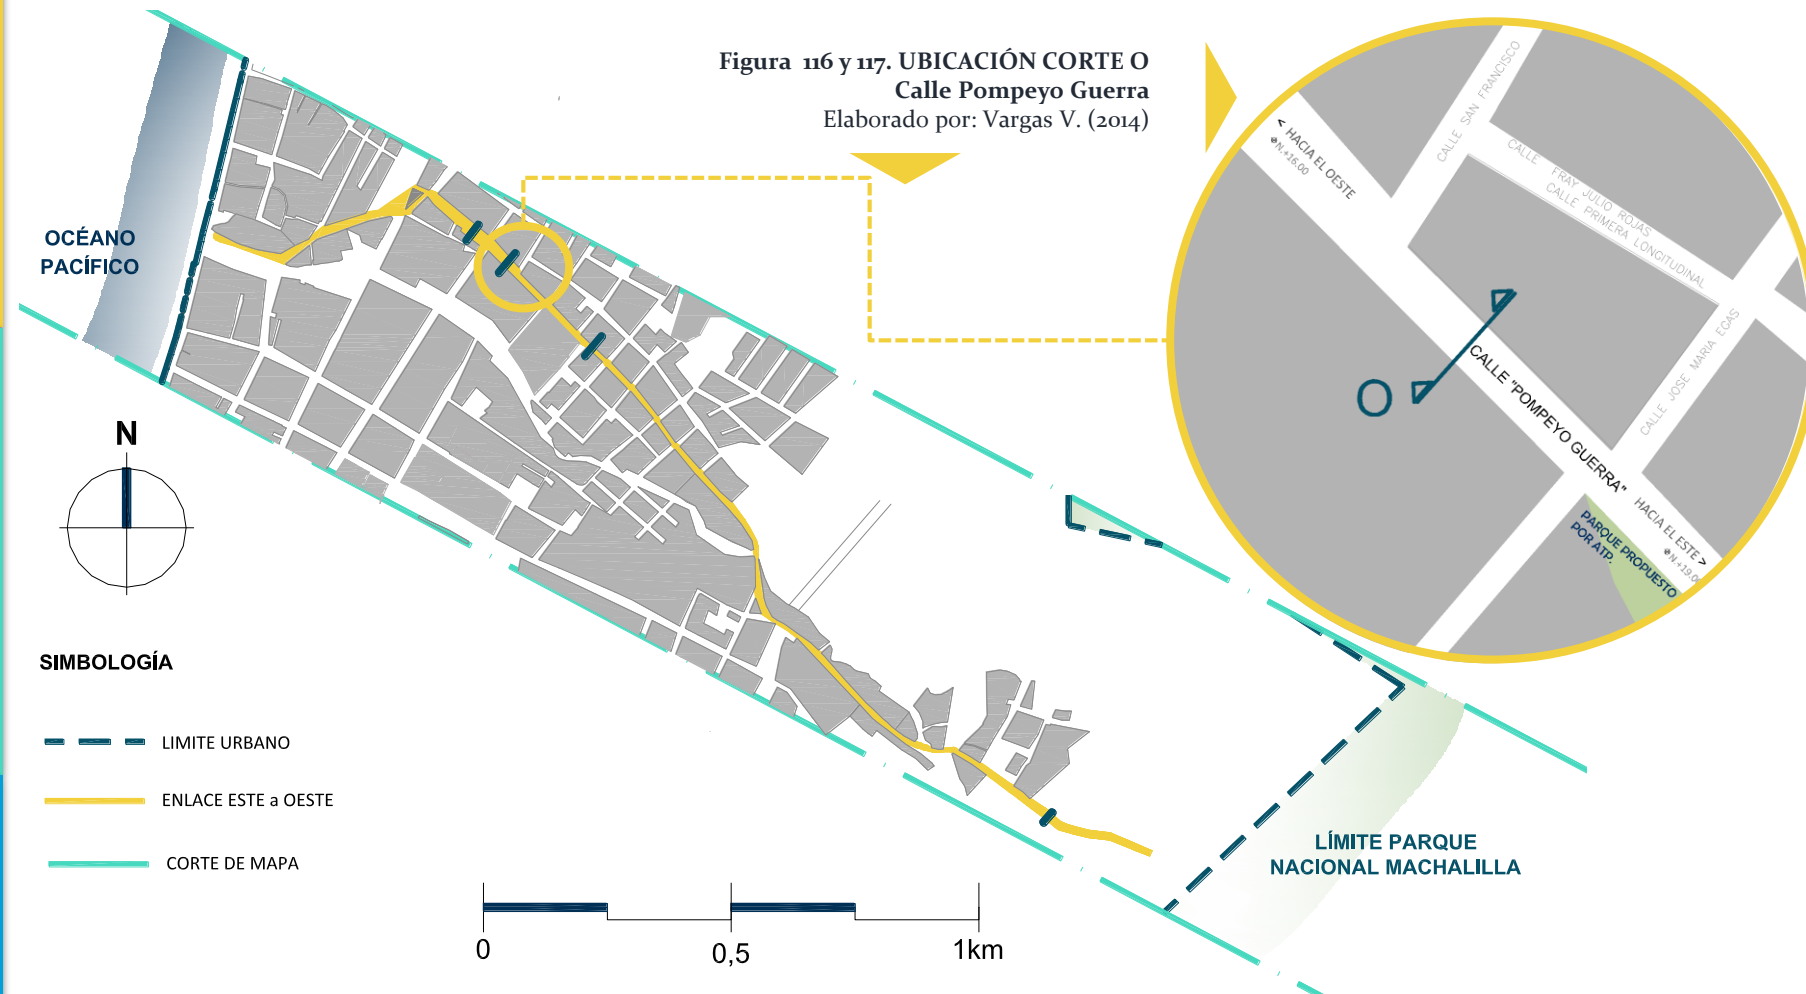 Figura 116 y 117. UBICACIÓN CORTE O
Calle Pompeyo Guerra
Elaborado por: Vargas V. (2014)
OCÉANO
PACÍFICO
N
SIMBOLOGÍA
LIMITE URBANO
ENLACE ESTE a OESTE
CORTE DE MAPA
0
0,5
1km
LÍMITE PARQUE
NACIONAL MACHALILLA
CALLE SAN FRANCISCO
< HACIA EL OESTE
N.+16.00
CALLE FRAY JULIO ROJAS
CALLE PRIMERA LONGITUDINAL
CALLE JOSE MARIA EGAS
O
CALLE "POMPEYO GUERRA"
HACIA EL ESTE >
PARQUE PROPUESTO
POR ATP.